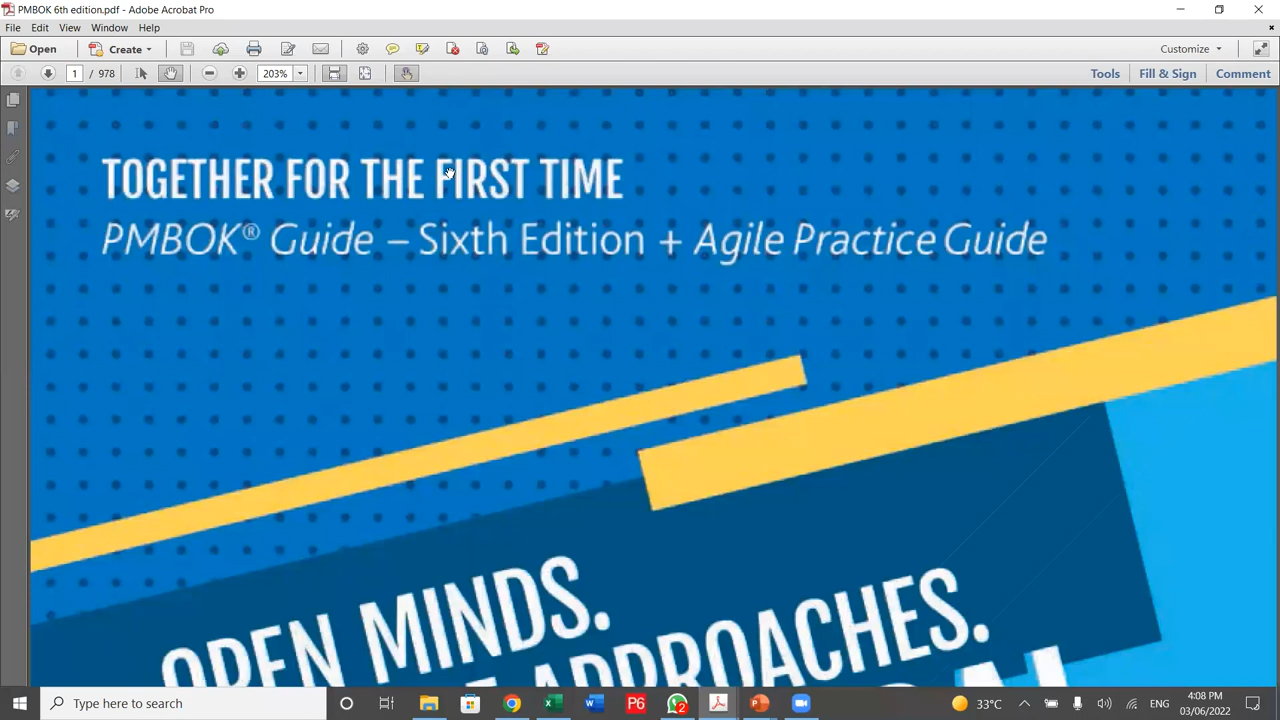 PMBOK 6th edition.pdf - Adobe Acrobat Pro
File Edit View Window Help
Open Create Customize
1 / 978 203% Tools Fill & Sign Comment
TOGETHER FOR THE FIRST TIME
PMBOK® Guide – Sixth Edition + Agile Practice Guide
OPEN MINDS.
APPROACHES.
Type here to search P6 2 33°C ENG 4:08 PM
03/06/2022